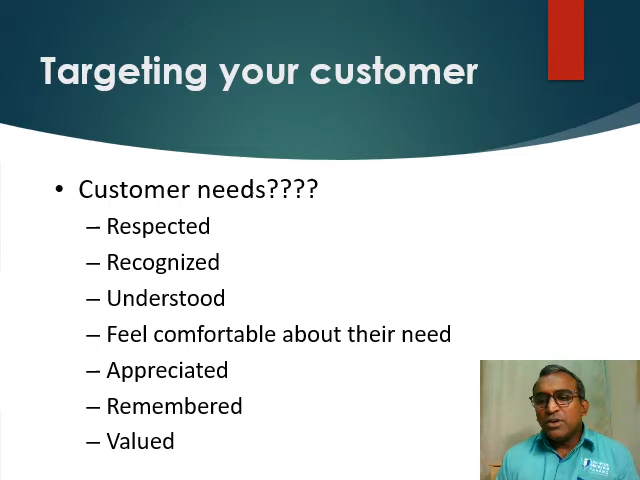 Targeting your customer
• Customer needs????
– Respected
– Recognized
– Understood
– Feel comfortable about their need
– Appreciated
– Remembered
– Valued